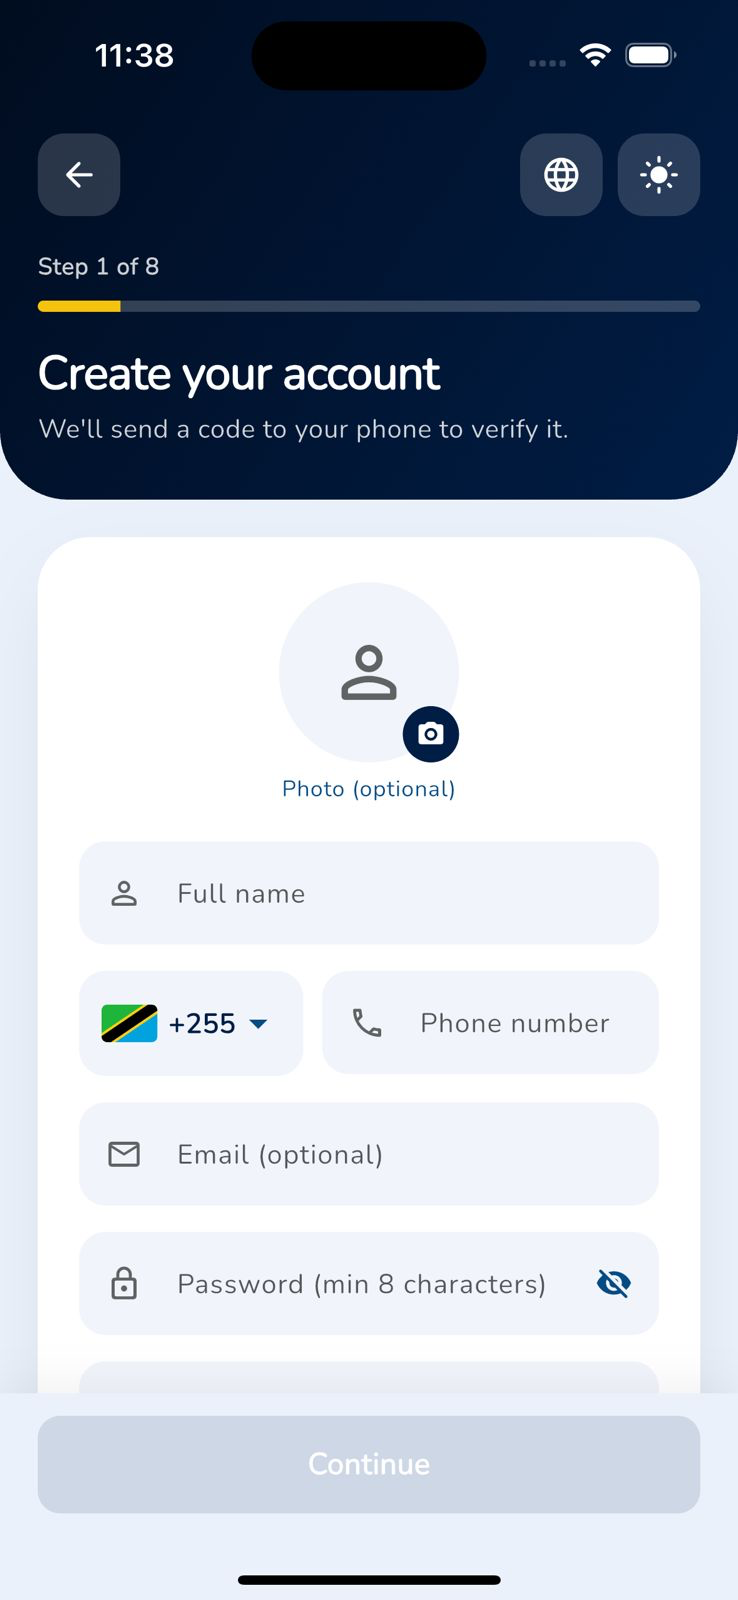 11:38
Step 1 of 8
Create your account
We'll send a code to your phone to verify it.
Photo (optional)
Full name
+255
Phone number
Email (optional)
Password (min 8 characters)
Continue